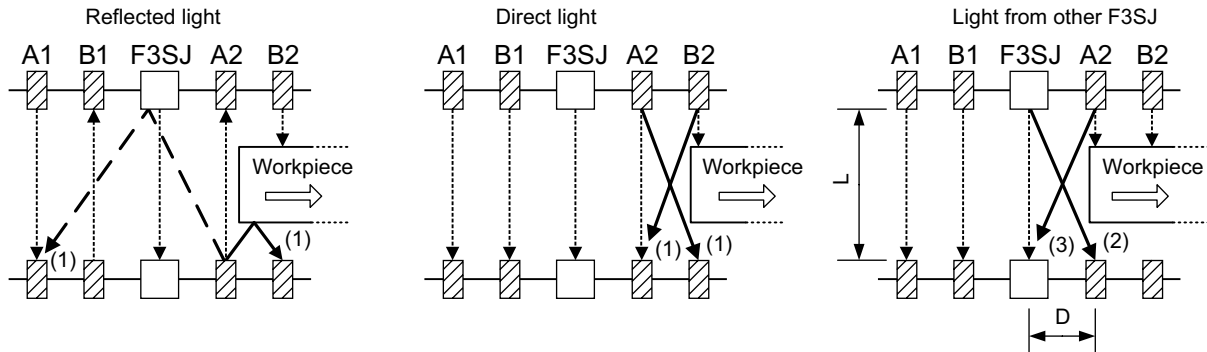 Reflected light
A1 B1 F3SJ A2 B2
Workpiece
(1) (1)
Direct light
A1 B1 F3SJ A2 B2
Workpiece
(1) (1)
Light from other F3SJ
A1 B1 F3SJ A2 B2
L
Workpiece
(3) (2)
D